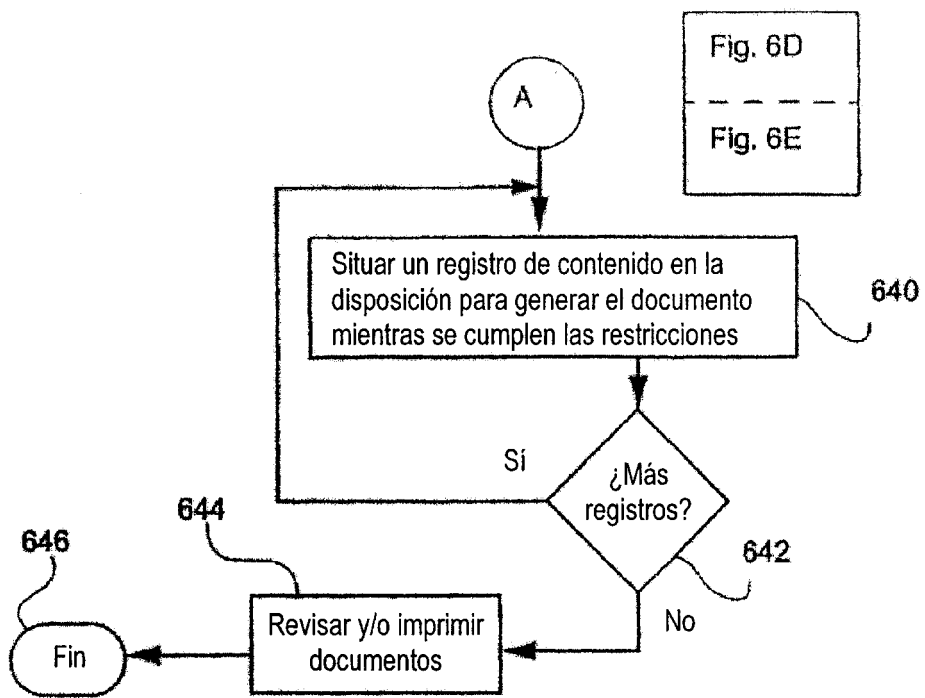 A
Fig. 6D
Fig. 6E
Situar un registro de contenido en la
disposición para generar el documento
mientras se cumplen las restricciones
640
Sí
¿Más
registros?
642
No
644
Revisar y/o imprimir
documentos
646
Fin